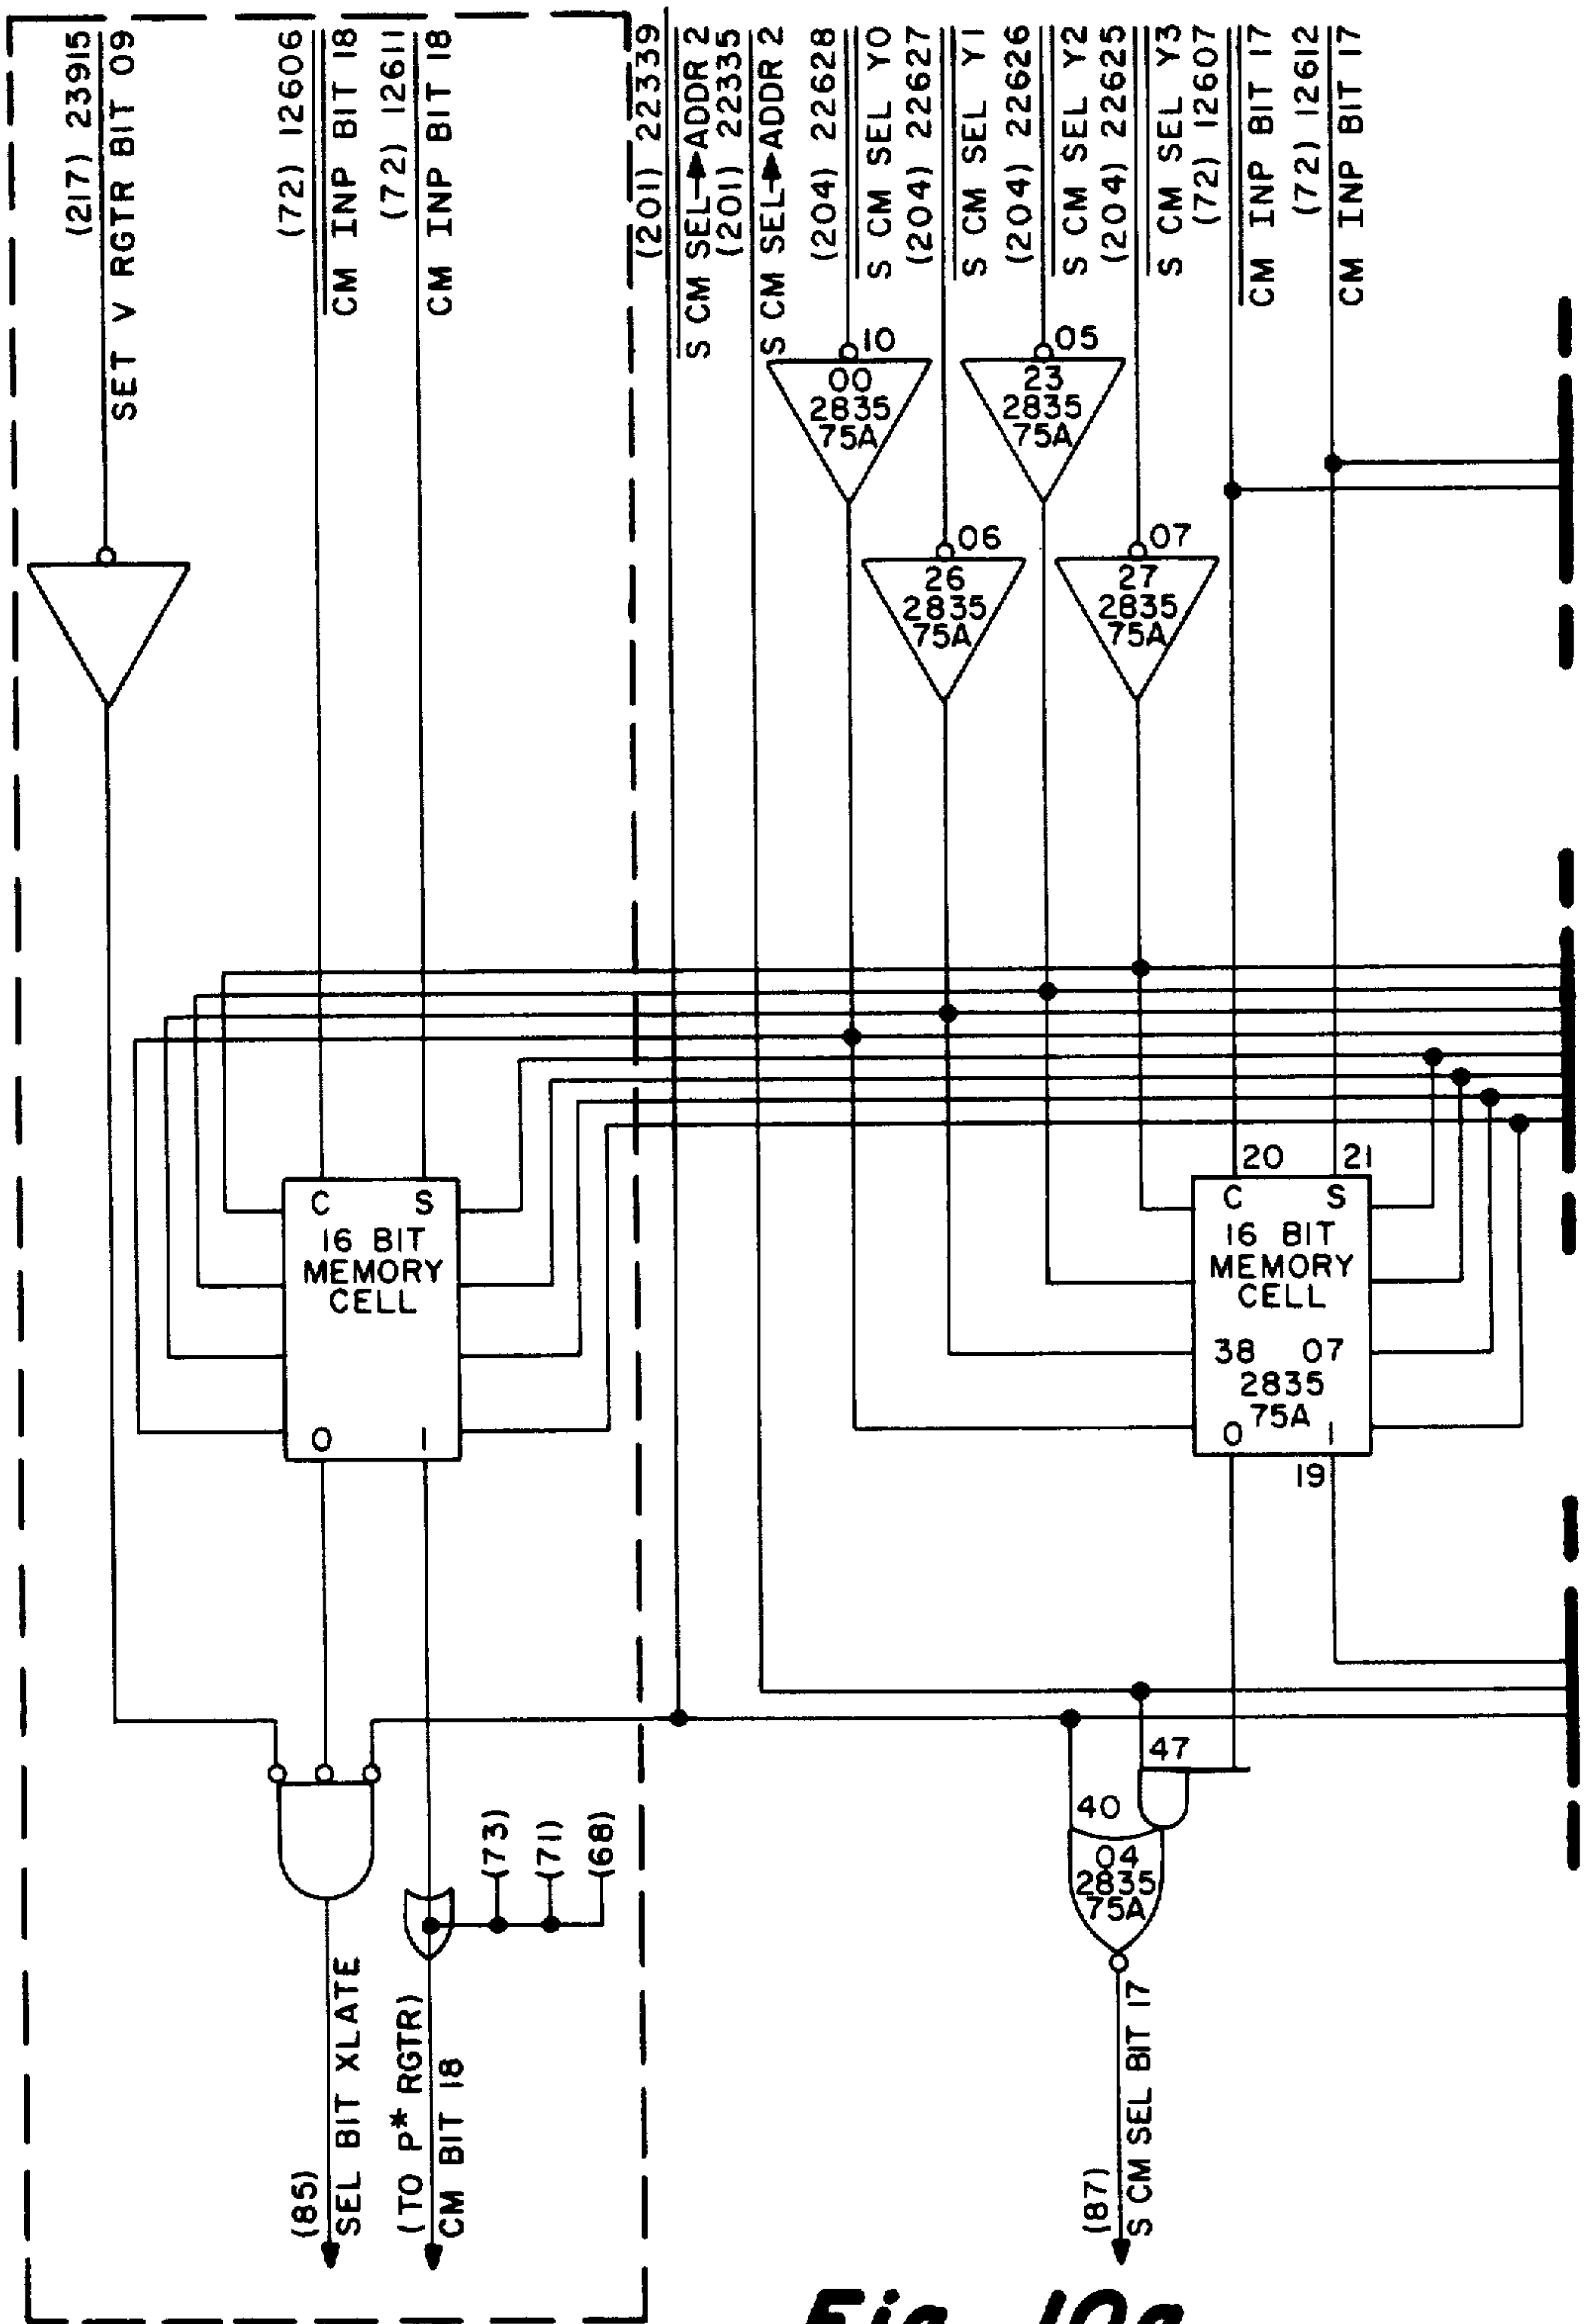 (217) 23915
SET V RGTR BIT 09
(72) 12606
CM INP BIT 18
(72) 12611
CM INP BIT 18
(201) 22339
S CM SEL→ADDR 2
(201) 22335
S CM SEL→ADDR 2
(204) 22628
S CM SEL Y0
(204) 22627
S CM SEL Y1
(204) 22626
S CM SEL Y2
(204) 22625
S CM SEL Y3
(72) 12607
CM INP BIT 17
(72) 12612
CM INP BIT 17
10
00
2835
75A
05
23
2835
75A
06
26
2835
75A
07
27
2835
75A
C S
16 BIT
MEMORY
CELL
0 1
20 21
C S
16 BIT
MEMORY
CELL
38 07
2835
75A
0 1
19
47
40
04
2835
75A
(73)
(71)
(68)
(85)
SEL BIT XLATE
(TO P* RGTR)
CM BIT 18
(87)
S CM SEL BIT 17
Fig. 10a